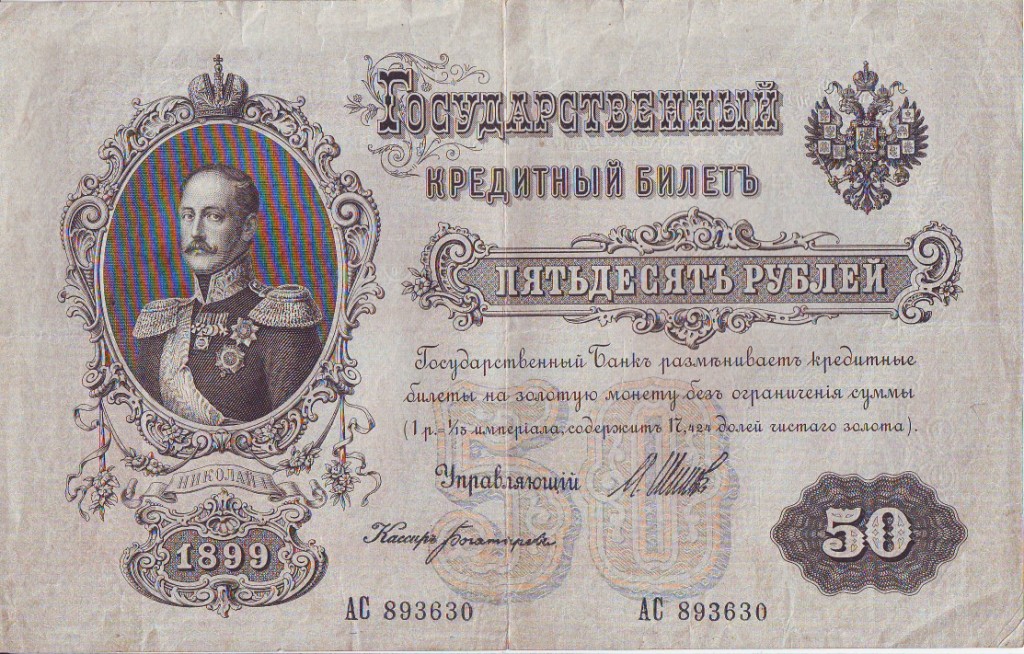 Государственный
кредитный билетъ
пятьдесятъ рублей
Государственный Банкъ размѣниваетъ кредитные
билеты на золотую монету безъ ограниченія суммы
(1 р.= 1/15 имперіала, содержитъ 17,424 долей чистаго золота).
Управляющій
50
Кассиръ
НИКОЛАЙ I
1899
50
АС 893630 АС 893630